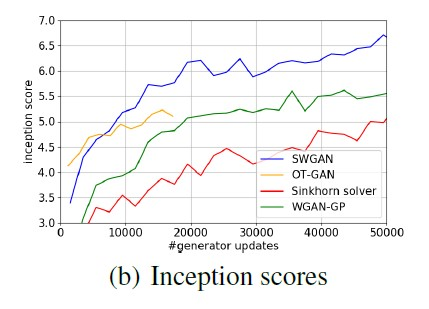 7.0
6.5
6.0
5.5
5.0
4.5
4.0
3.5
3.0
inception score
SWGAN
OT-GAN
Sinkhorn solver
WGAN-GP
0 10000 20000 30000 40000 50000
#generator updates
(b) Inception scores